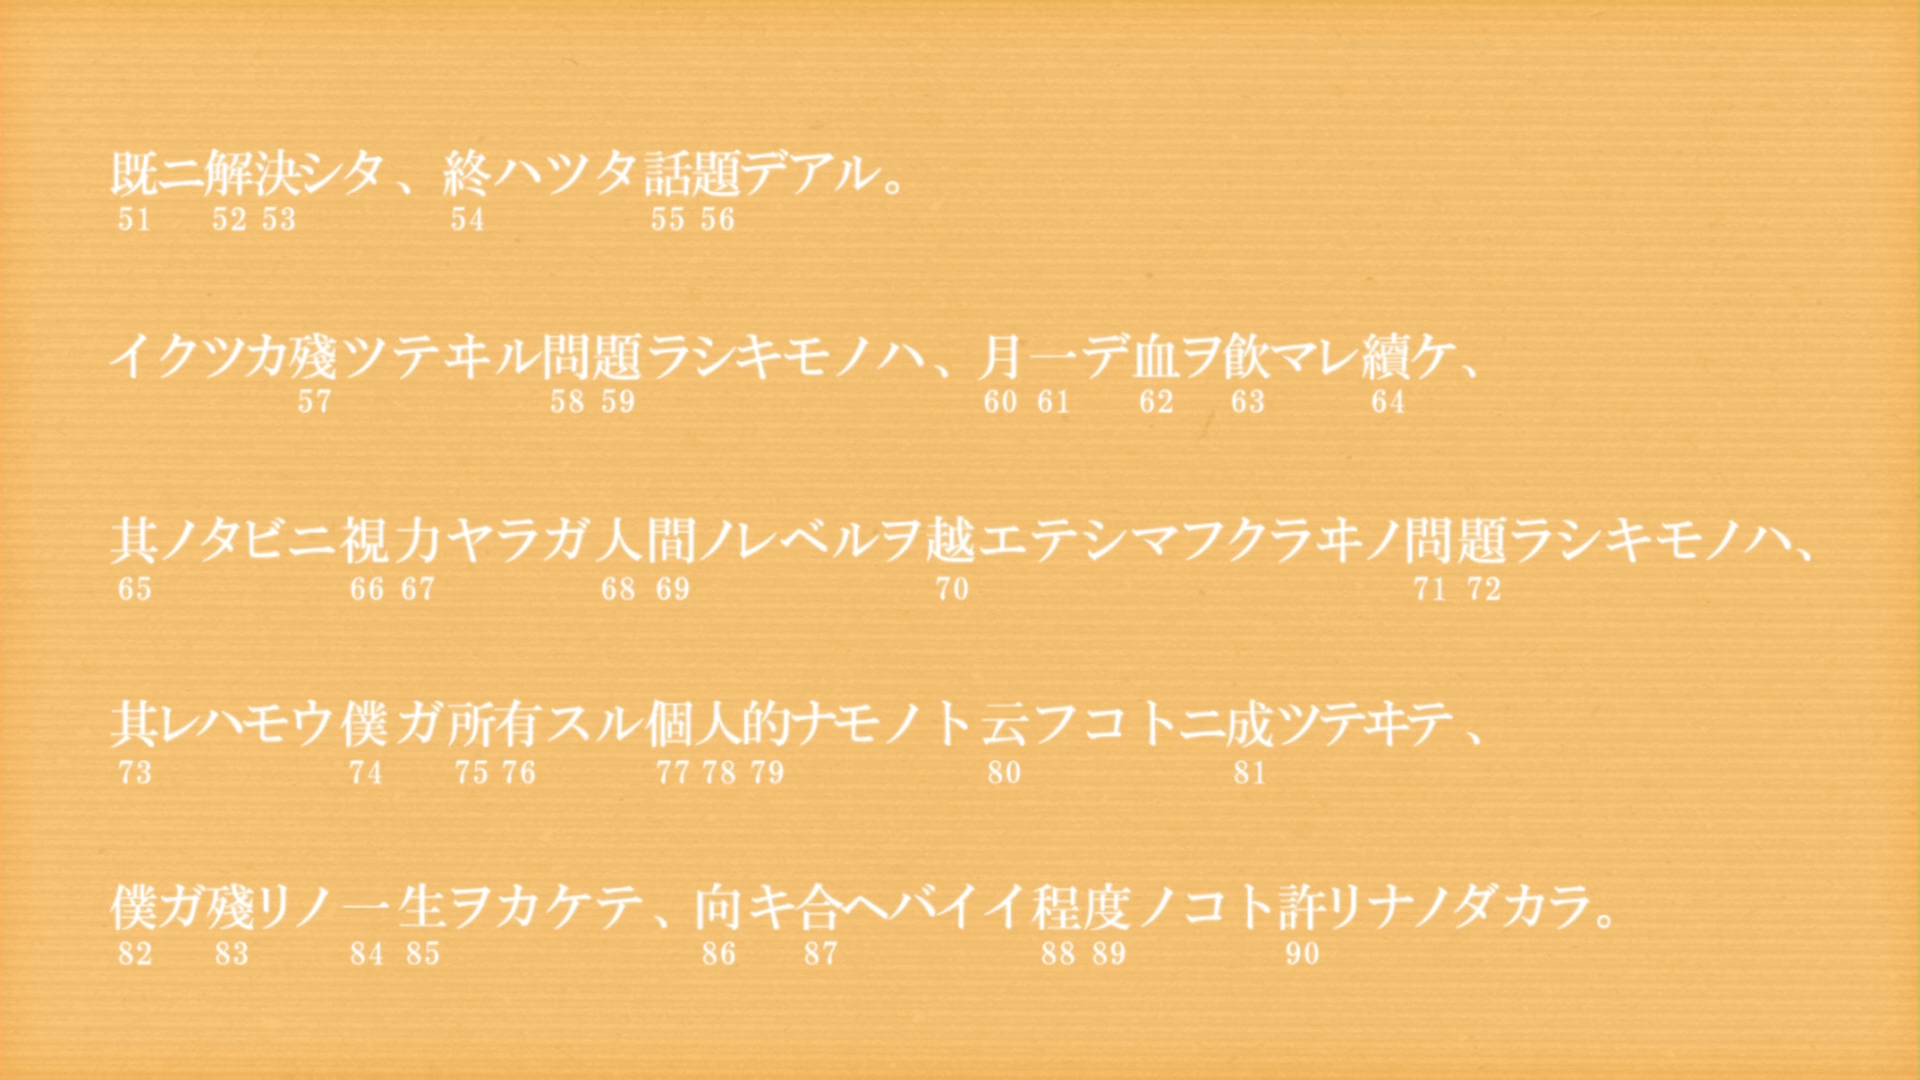 既ニ解決シタ、終ハツタ話題デアル。
51 52 53 54 55 56
イクツカ殘ツテヰル問題ラシキモノハ、月一デ血ヲ飮マレ續ケ、
57 58 59 60 61 62 63 64
其ノタビニ視力ヤラガ人間ノレベルヲ越エテシマフクラヰノ問題ラシキモノハ、
65 66 67 68 69 70 71 72
其レハモウ僕ガ所有スル個人的ナモノト云フコトニ成ツテヰテ、
73 74 75 76 77 78 79 80 81
僕ガ殘リノ一生ヲカケテ、向キ合ヘバイイ程度ノコト許リナノダカラ。
82 83 84 85 86 87 88 89 90